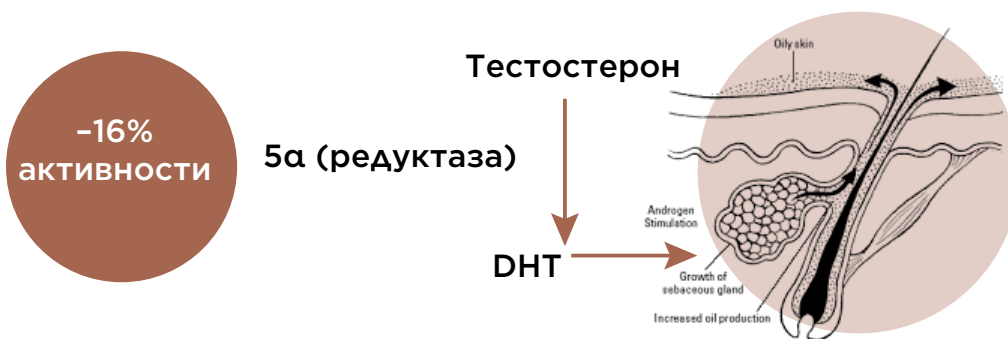 –16%
активности
Тестостерон
5α (редуктаза)
DHT
Oily skin
Androgen
Stimulation
Growth of
sebaceous gland
Increased oil production